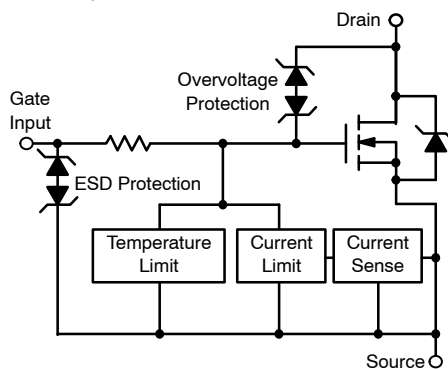 Drain
Overvoltage
Protection
Gate
Input
ESD Protection
Temperature
Limit
Current
Limit
Current
Sense
Source